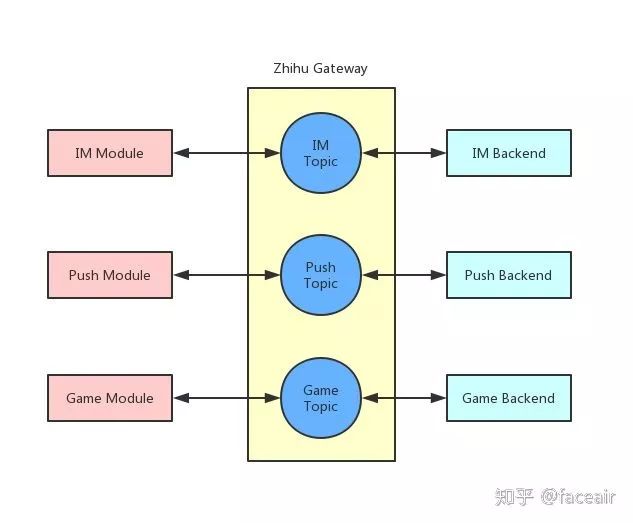 Zhihu Gateway
IM Module
IM
Topic
IM Backend
Push Module
Push
Topic
Push Backend
Game Module
Game
Topic
Game Backend
知乎 @faceair